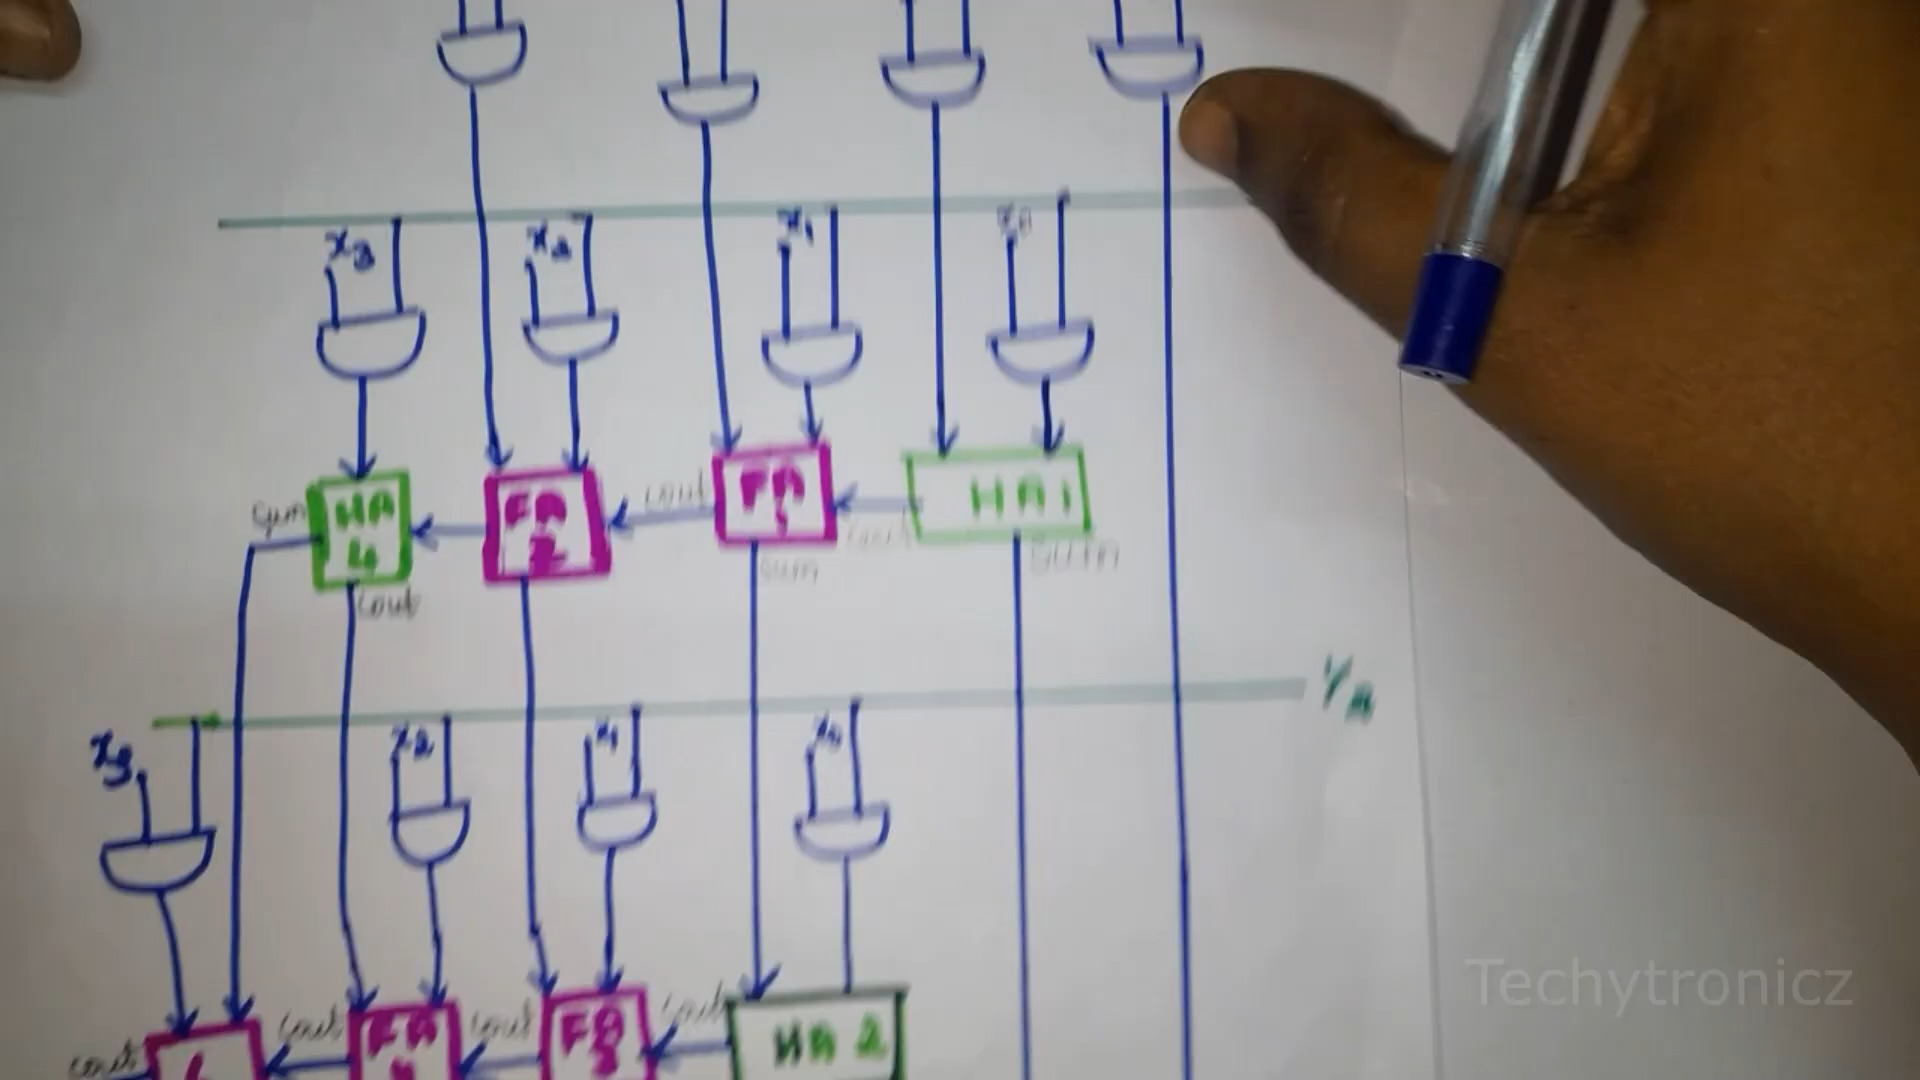 x3 x2 x1 x0
cout
Sum HA 4 FA 2 FA 1 HA 1
cout
cout sum sum
Y2
x3 x2 x1 x0
Techytronicz
cout cout cout
cout FA 4 FA 3 HA 2